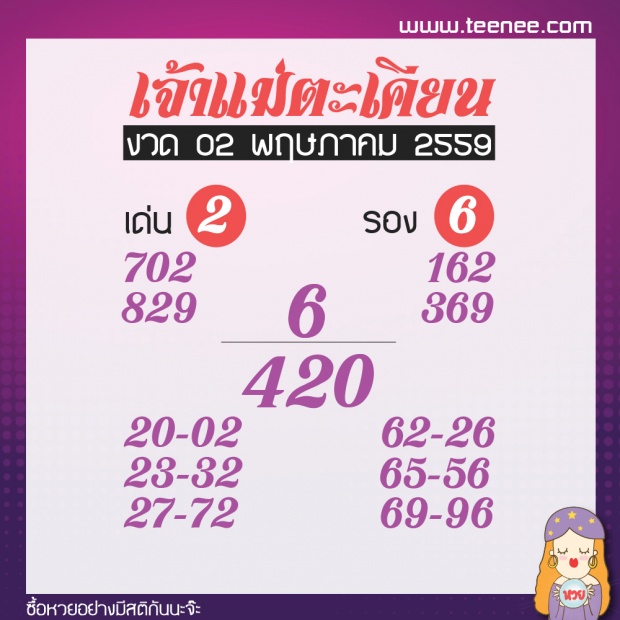 www.teenee.com
เจ้าแม่ตะเคียน
งวด 02 พฤษภาคม 2559
เด่น 2 รอง 6
702 162
829 369
6
420
20-02 62-26
23-32 65-56
27-72 69-96
หวย
ซื้อหวยอย่างมีสติกันนะจ๊ะ